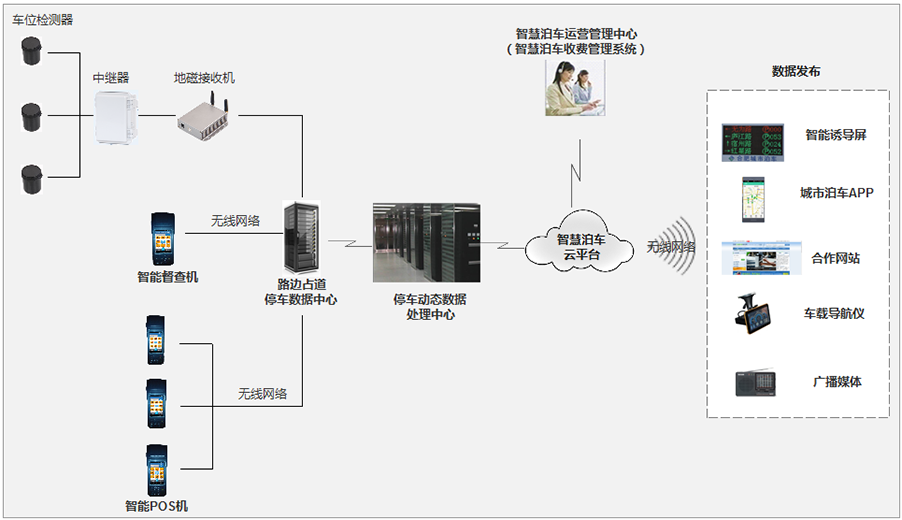 车位检测器
中继器
地磁接收机
智慧泊车运营管理中心
（智慧泊车收费管理系统）
数据发布
智能诱导屏
城市泊车APP
无线网络
智能督查机
路边占道
停车数据中心
停车动态数据
处理中心
智慧泊车
云平台
无线网络
合作网站
车载导航仪
无线网络
广播媒体
智能POS机